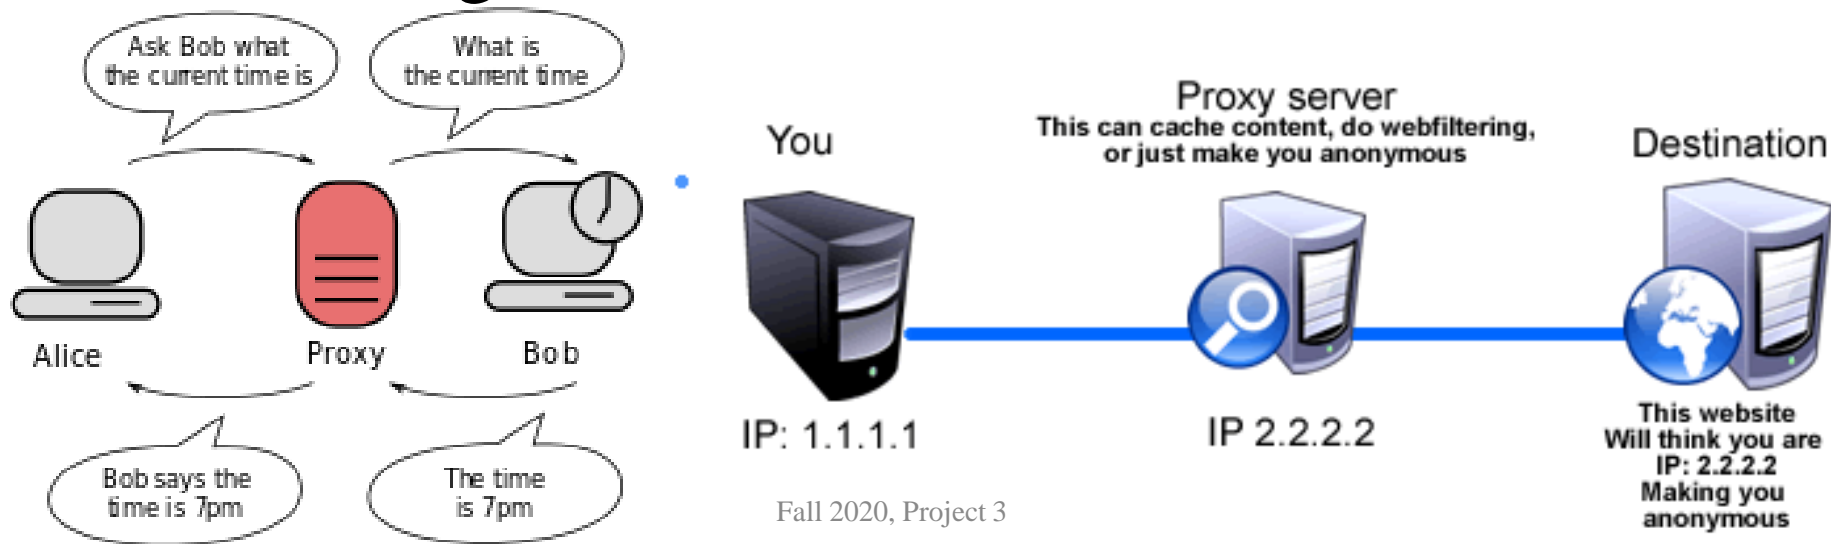 Ask Bob what
the current time is
What is
the current time
Alice
Proxy
Bob
Bob says the
time is 7pm
The time
is 7pm
You
IP: 1.1.1.1
Proxy server
This can cache content, do webfiltering,
or just make you anonymous
IP 2.2.2.2
Destination
This website
Will think you are
IP: 2.2.2.2
Making you
anonymous
Fall 2020, Project 3